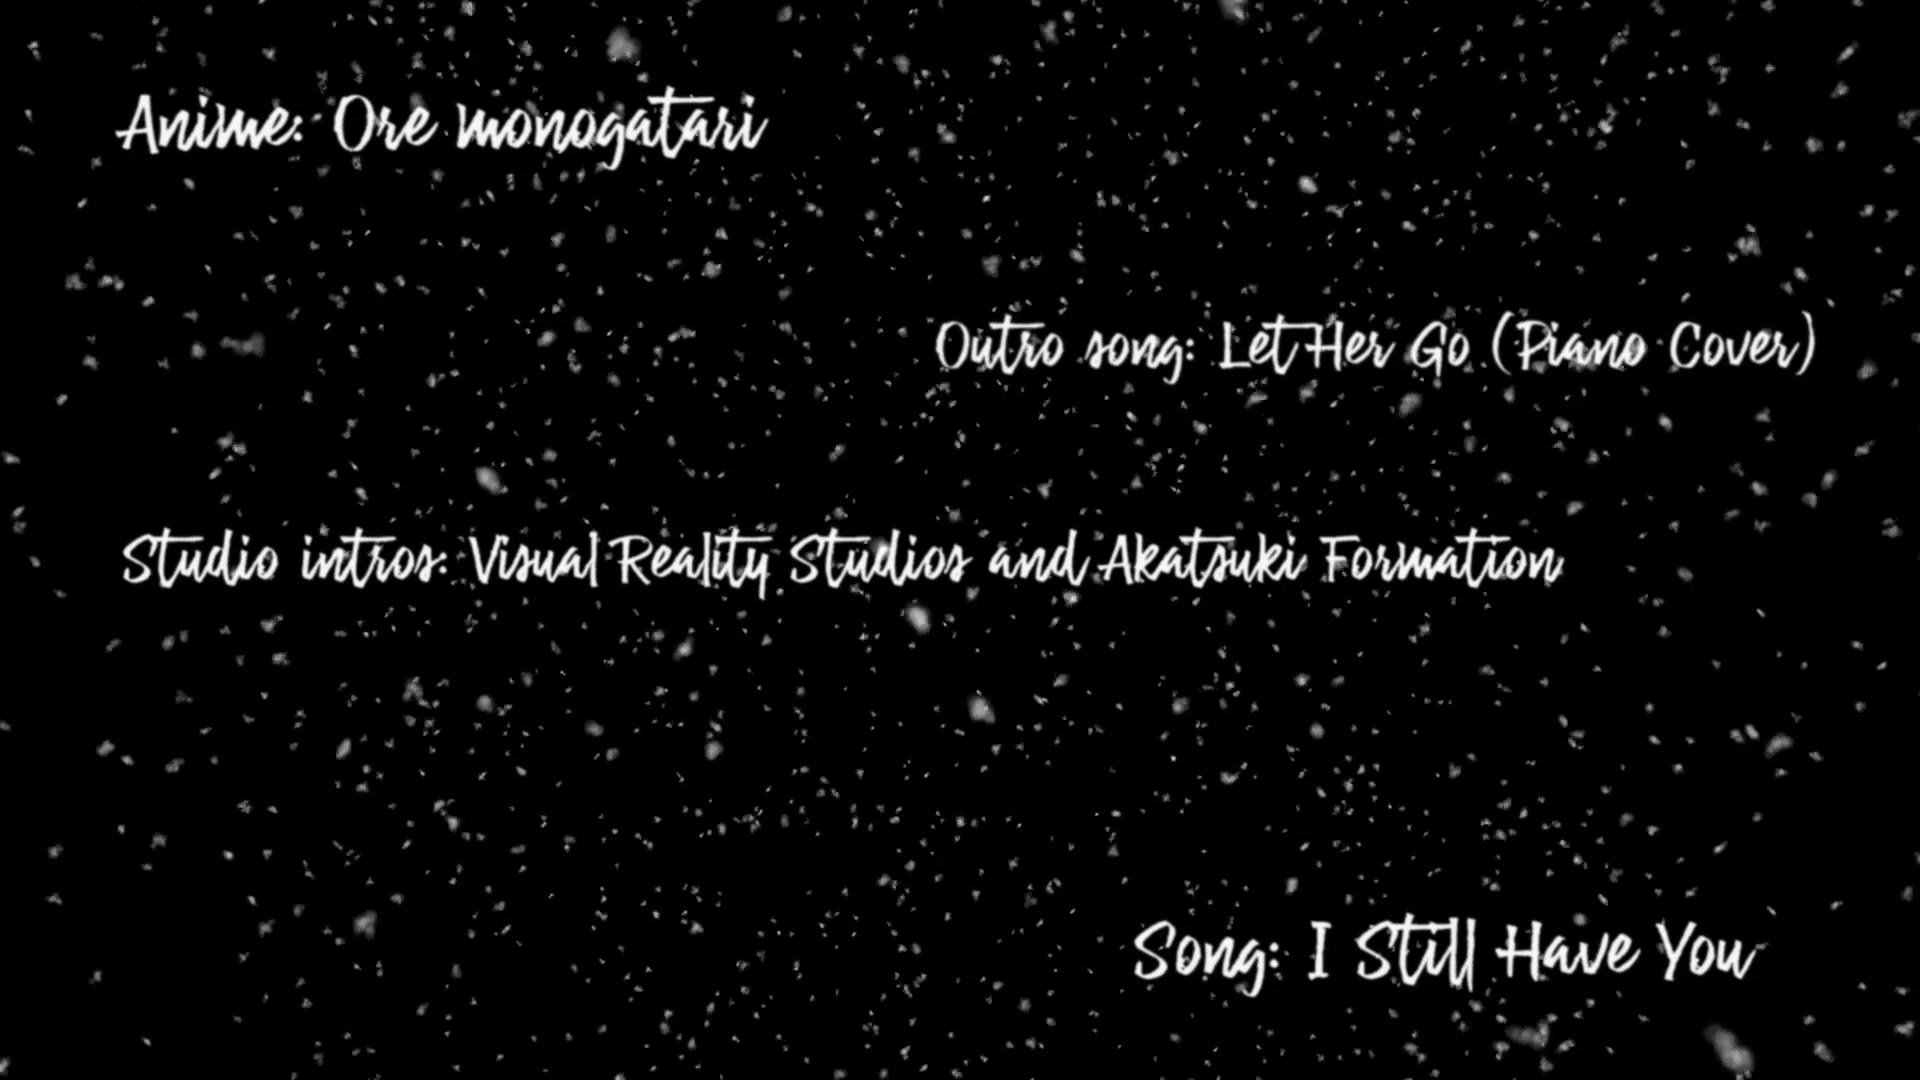 Anime: Ore monogatari
Outro song: Let Her Go (Piano Cover)
Studio intros: Visual Reality Studios and Akatsuki Formation
Song: I Still Have You